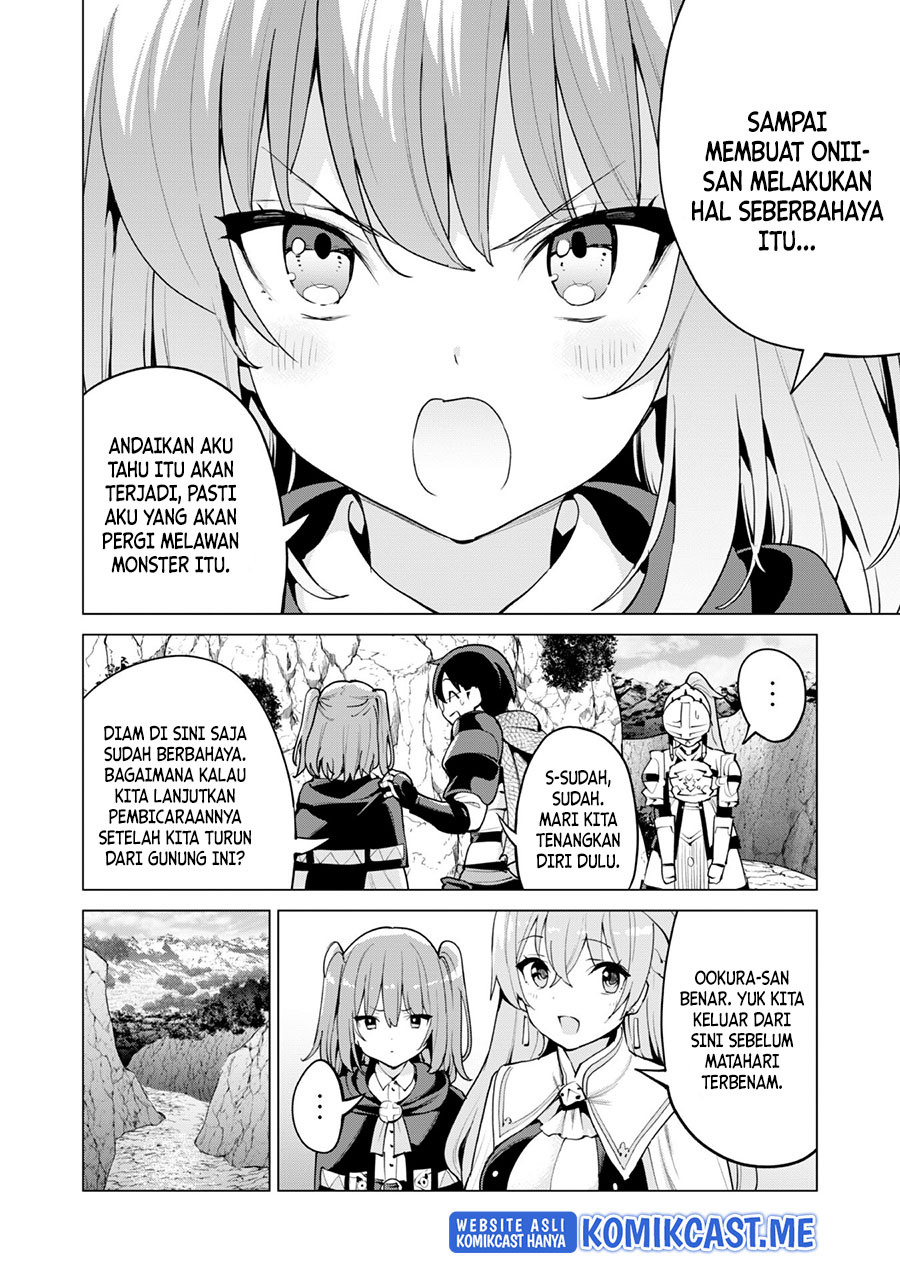 SAMPAI
MEMBUAT ONII-
SAN MELAKUKAN
HAL SEBERBAHAYA
ITU...
ANDAIKAN AKU
TAHU ITU AKAN
TERJADI, PASTI
AKU YANG AKAN
PERGI MELAWAN
MONSTER ITU.
DIAM DI SINI SAJA
SUDAH BERBAHAYA.
BAGAIMANA KALAU
KITA LANJUTKAN
PEMBICARAANNYA
SETELAH KITA TURUN
DARI GUNUNG INI?
S-SUDAH,
SUDAH.
MARI KITA
TENANGKAN
DIRI DULU.
...
OOKURA-SAN
BENAR. YUK KITA
KELUAR DARI
SINI SEBELUM
MATAHARI
TERBENAM.
...
WEBSITE ASLI
KOMIKCAST HANYA
KOMIKCAST.ME